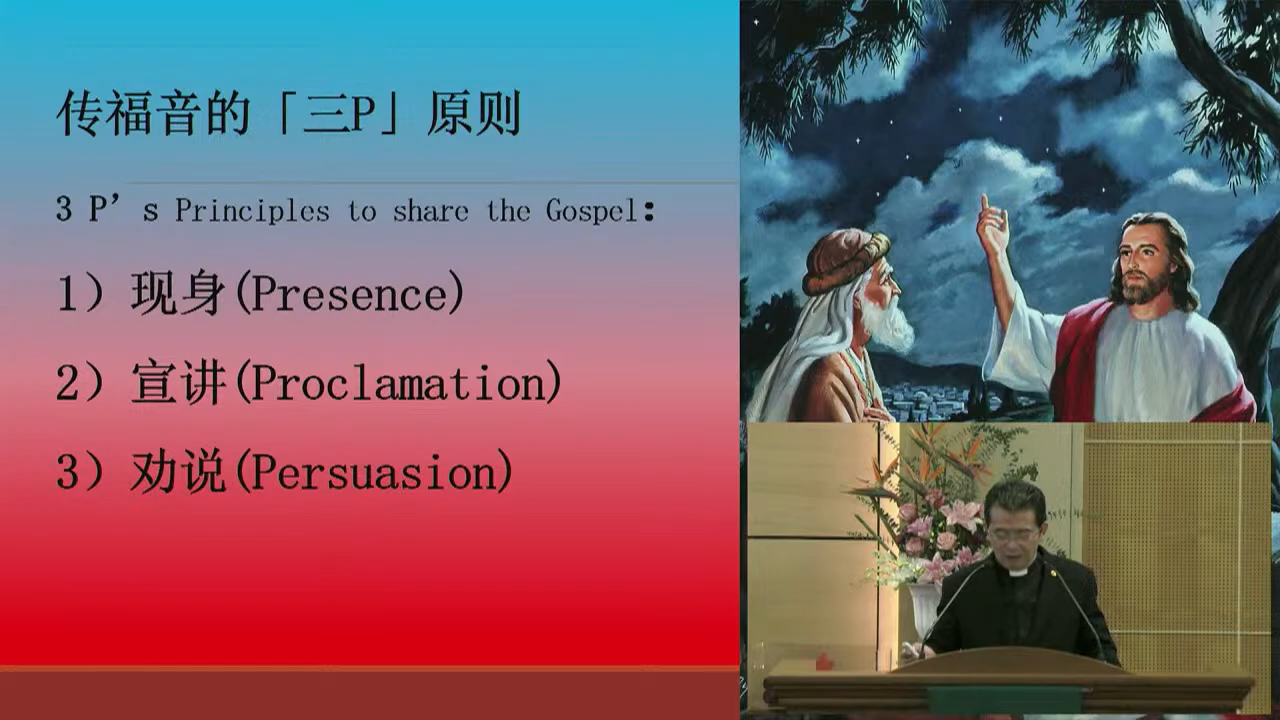 传福音的「三P」原则
3 P's Principles to share the Gospel:
1）现身(Presence)
2）宣讲(Proclamation)
3）劝说(Persuasion)